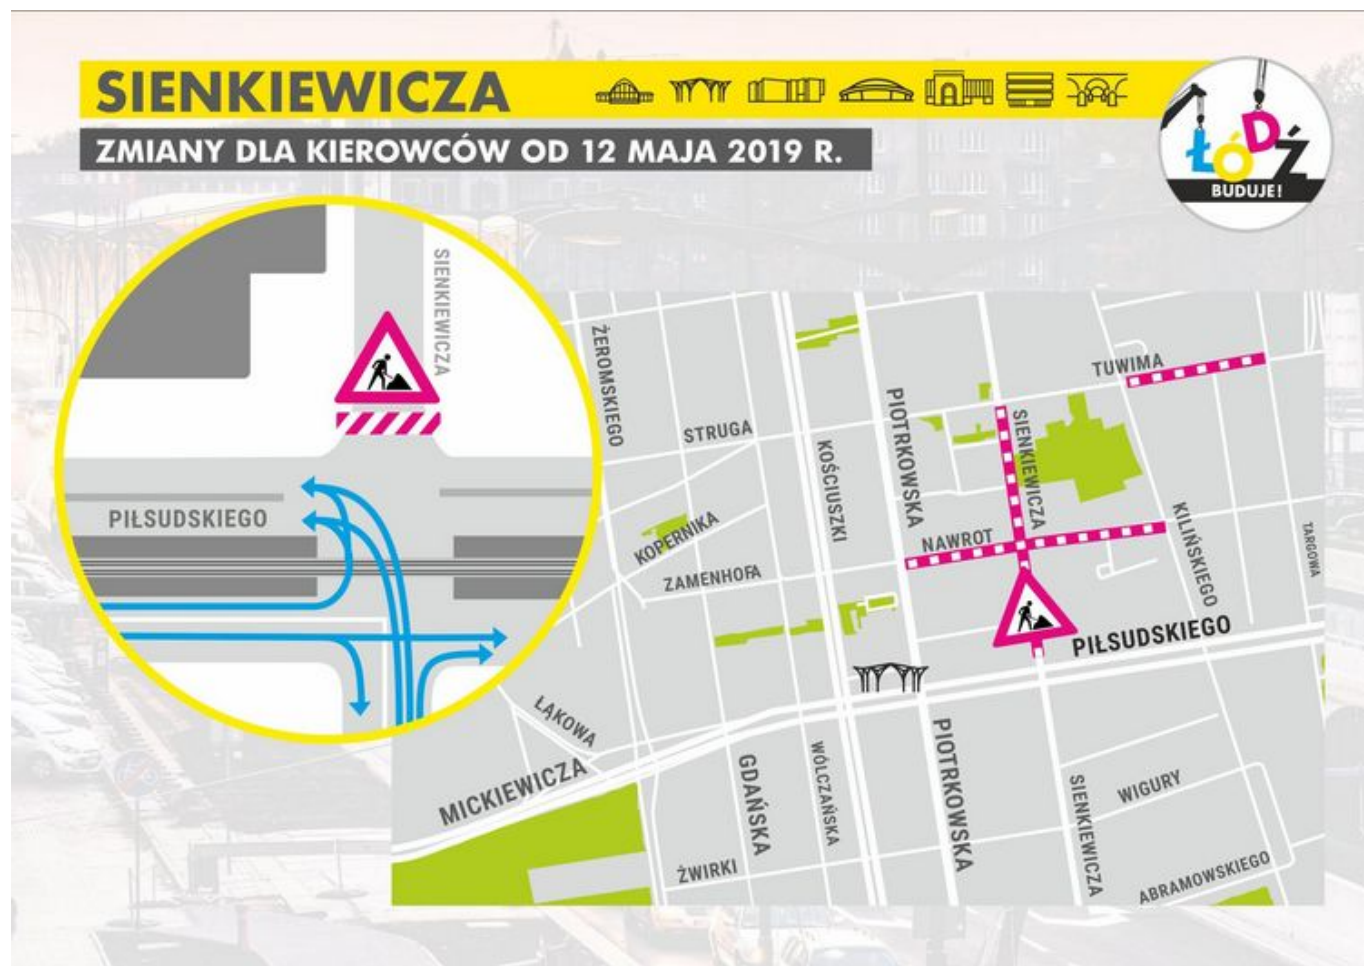 SIENKIEWICZA
ZMIANY DLA KIEROWCÓW OD 12 MAJA 2019 R.
ŁÓDŹ
BUDUJE!
SIENKIEWICZA
PIŁSUDSKIEGO
ŻEROMSKIEGO
STRUGA
KOPERNIKA
ZAMENHOFA
KOŚCIUSZKI
PIOTRKOWSKA
NAWROT
SIENKIEWICZA
TUWIMA
KILIŃSKIEGO
TARGOWA
PIŁSUDSKIEGO
ŁĄKOWA
MICKIEWICZA
GDAŃSKA
WÓLCZAŃSKA
PIOTRKOWSKA
SIENKIEWICZA
WIGURY
ŻWIRKI
ABRAMOWSKIEGO